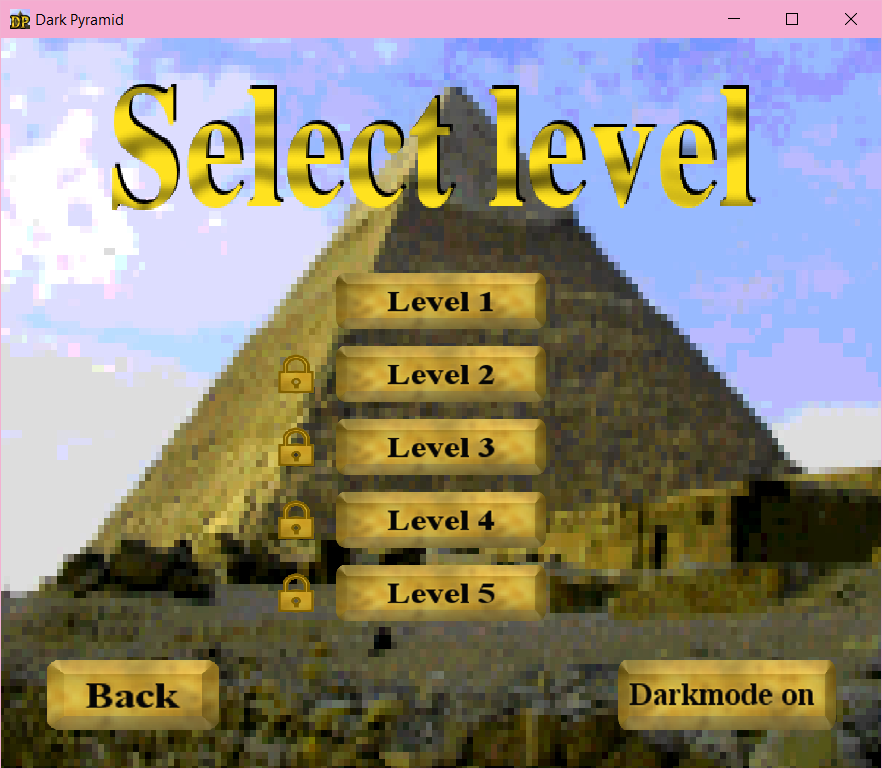 DP Dark Pyramid
Select level
Level 1
Level 2
Level 3
Level 4
Level 5
Back
Darkmode on